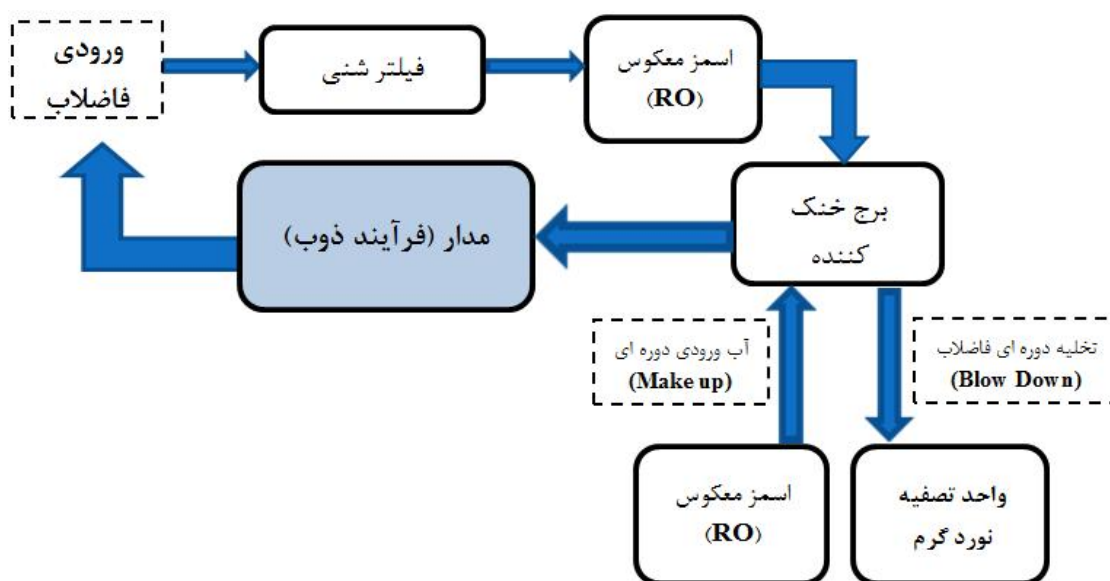 ورودی
فاضلاب
فیلتر شنی
اسمز معکوس
(RO)
مدار (فرآیند ذوب)
برج خنک
کننده
آب ورودی دوره ای
(Make up)
تخلیه دوره ای فاضلاب
(Blow Down)
اسمز معکوس
(RO)
واحد تصفیه
نورد گرم